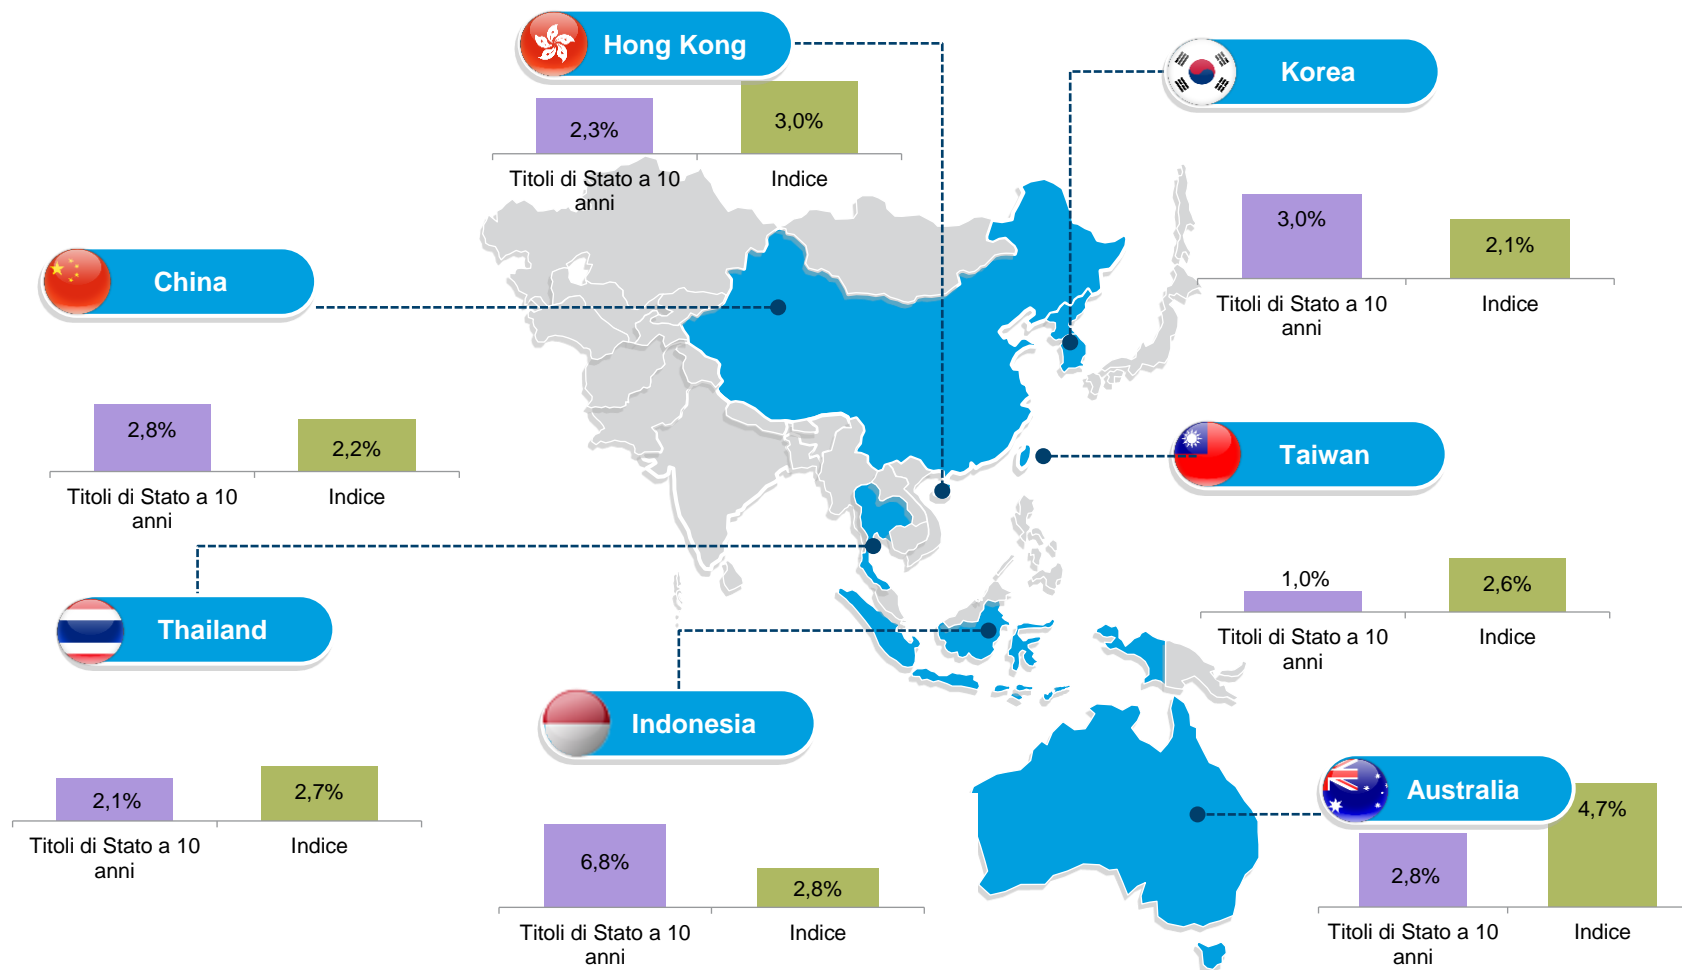 Hong Kong
2,3%
3,0%
Titoli di Stato a 10
anni
Indice
Korea
3,0%
2,1%
Titoli di Stato a 10
anni
Indice
China
2,8%
2,2%
Titoli di Stato a 10
anni
Indice
Taiwan
1,0%
2,6%
Titoli di Stato a 10
anni
Indice
Thailand
2,1%
2,7%
Titoli di Stato a 10
anni
Indice
Indonesia
6,8%
2,8%
Titoli di Stato a 10
anni
Indice
Australia
2,8%
4,7%
Titoli di Stato a 10
anni
Indice